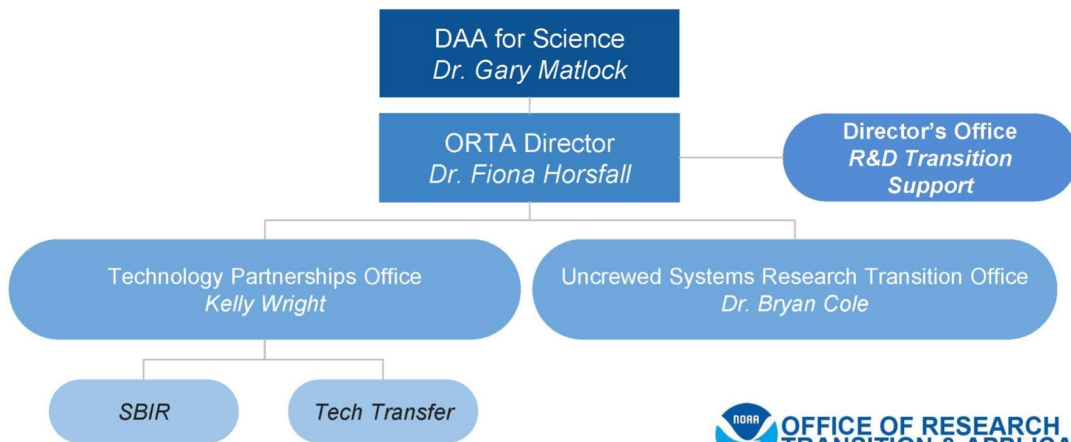 DAA for Science
Dr. Gary Matlock
ORTA Director
Dr. Fiona Horsfall
Director's Office
R&D Transition
Support
Technology Partnerships Office
Kelly Wright
Uncrewed Systems Research Transition Office
Dr. Bryan Cole
SBIR
Tech Transfer
NOAA
OFFICE OF RESEARCH
TRANSITION &